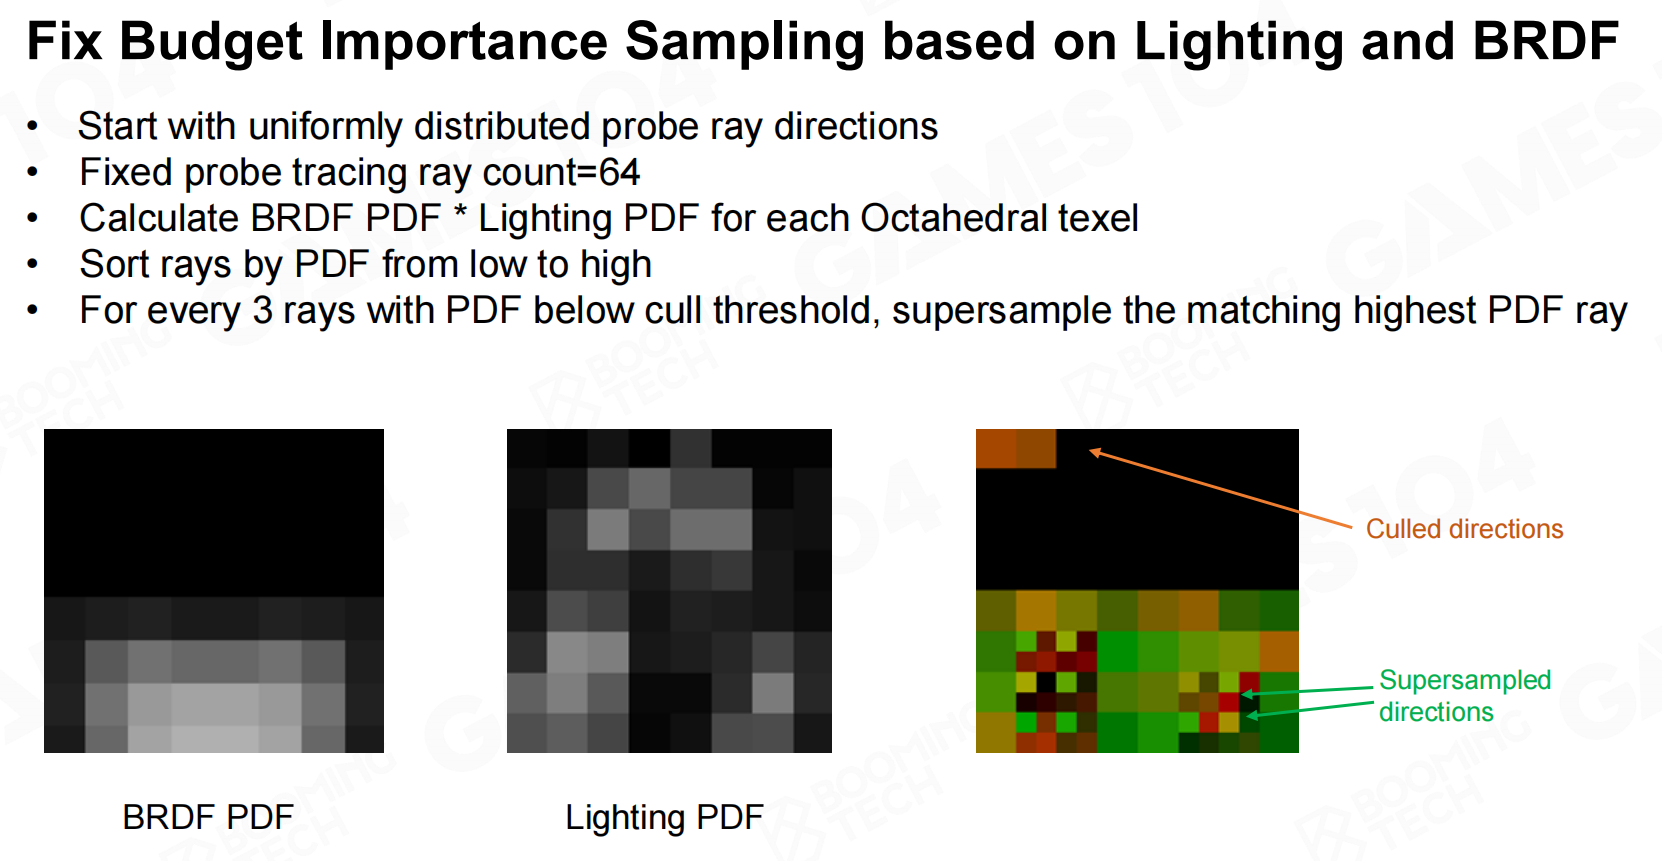 Fix Budget Importance Sampling based on Lighting and BRDF
• Start with uniformly distributed probe ray directions
• Fixed probe tracing ray count=64
• Calculate BRDF PDF * Lighting PDF for each Octahedral texel
• Sort rays by PDF from low to high
• For every 3 rays with PDF below cull threshold, supersample the matching highest PDF ray
Culled directions
Supersampled
directions
BRDF PDF
Lighting PDF
GAMES104
BOOMING
TECH